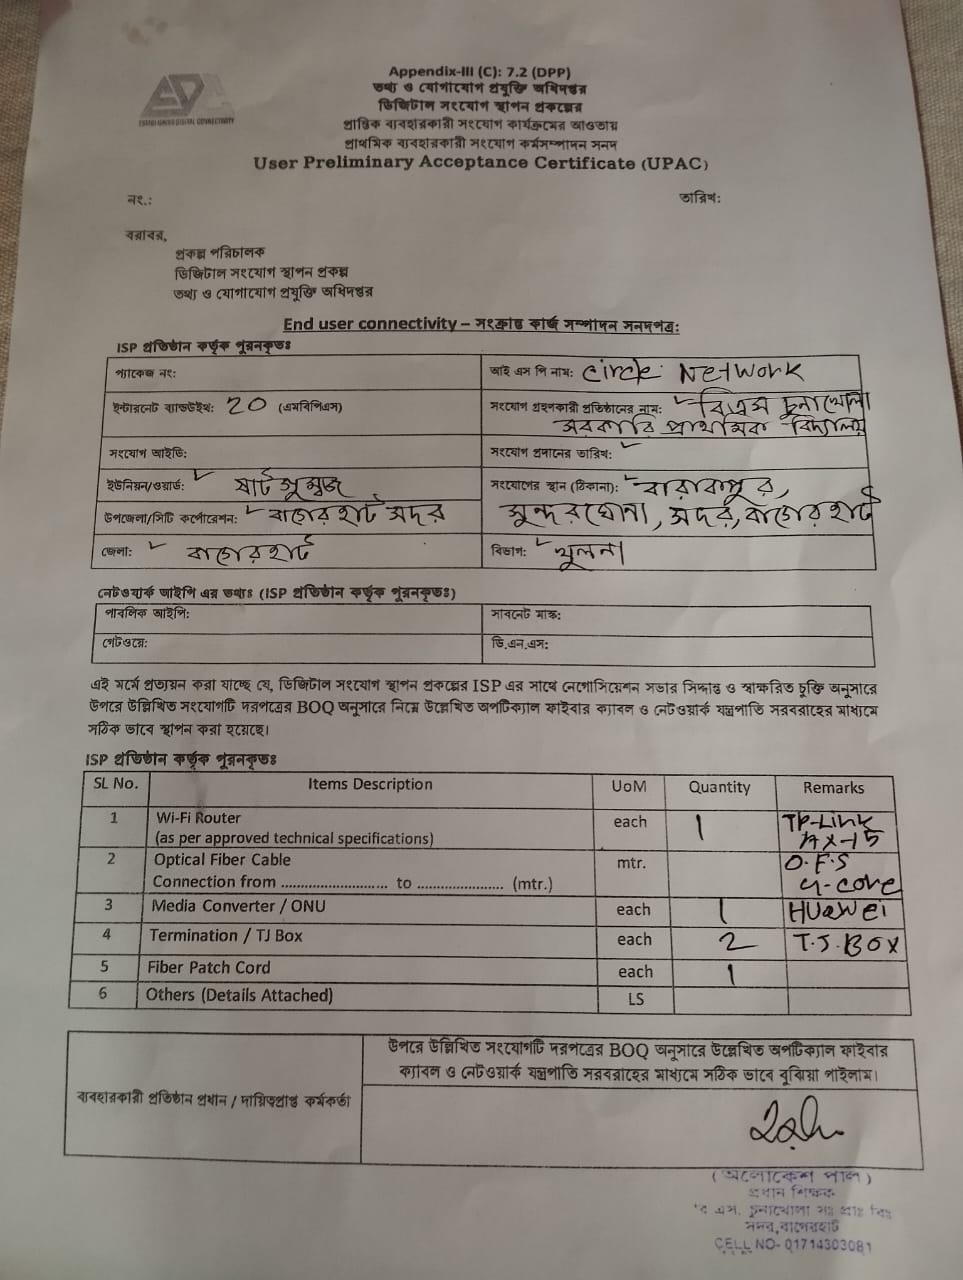 Appendix-III (C): 7.2 (DPP)
তথ্য ও যোগাযোগ প্রযুক্তি অধিদপ্তর
ডিজিটাল সংযোগ স্থাপন প্রকল্পের
প্রান্তিক ব্যবহারকারী সংযোগ কার্যক্রমের আওতায়
প্রাথমিক ব্যবহারকারী সংযোগ কর্মসম্পাদন সনদ
User Preliminary Acceptance Certificate (UPAC)
ESTABLISHING DIGITAL CONNECTIVITY
নং.: তারিখ:
বরাবর,
প্রকল্প পরিচালক
ডিজিটাল সংযোগ স্থাপন প্রকল্প
তথ্য ও যোগাযোগ প্রযুক্তি অধিদপ্তর
End user connectivity – সংক্রান্ত কার্জ সম্পাদন সনদপত্র:
ISP প্রতিষ্ঠান কর্তৃক পূরনকৃতঃ
প্যাকেজ নং: আই এস পি নাম: Circle Network
ইন্টারনেট ব্যান্ডউইথ: 20 (এমবিপিএস) সংযোগ গ্রহণকারী প্রতিষ্ঠানের নাম: বিএস চুনাখোলা
সরকারি প্রাথমিক বিদ্যালয়
সংযোগ আইডি: সংযোগ প্রদানের তারিখ:
ইউনিয়ন/ওয়ার্ড: ষাট গুম্বুজ সংযোগের স্থান (ঠিকানা): বারাকপুর,
উপজেলা/সিটি কর্পোরেশন: বাগেরহাট সদর সুন্দরঘোনা, সদর, বাগেরহাট
জেলা: বাগেরহাট বিভাগ: খুলনা
নেটওয়ার্ক আইপি এর তথ্যঃ (ISP প্রতিষ্ঠান কর্তৃক পূরনকৃতঃ)
পাবলিক আইপি: সাবনেট মাস্ক:
গেটওয়ে: ডি.এন.এস:
এই মর্মে প্রত্যয়ন করা যাচ্ছে যে, ডিজিটাল সংযোগ স্থাপন প্রকল্পের ISP এর সাথে নেগোসিয়েশন সভার সিদ্ধান্ত ও স্বাক্ষরিত চুক্তি অনুসারে
উপরে উল্লিখিত সংযোগটি দরপত্রের BOQ অনুসারে নিম্নে উল্লেখিত অপটিক্যাল ফাইবার ক্যাবল ও নেটওয়ার্ক যন্ত্রপাতি সরবরাহের মাধ্যমে
সঠিক ভাবে স্থাপন করা হয়েছে।
ISP প্রতিষ্ঠান কর্তৃক পূরনকৃতঃ
SL No. Items Description UoM Quantity Remarks
1 Wi-Fi Router each 1 TP-Link
(as per approved technical specifications) AX-15
2 Optical Fiber Cable mtr. O.F.S
Connection from ............................ to ...................... (mtr.) 4-core
3 Media Converter / ONU each 1 HUawei
4 Termination / TJ Box each 2 T.J.BOX
5 Fiber Patch Cord each 1
6 Others (Details Attached) LS
উপরে উল্লিখিত সংযোগটি দরপত্রের BOQ অনুসারে উল্লেখিত অপটিক্যাল ফাইবার
ক্যাবল ও নেটওয়ার্ক যন্ত্রপাতি সরবরাহের মাধ্যমে সঠিক ভাবে বুঝিয়া পাইলাম।
ব্যবহারকারী প্রতিষ্ঠান প্রধান / দায়িত্বপ্রাপ্ত কর্মকর্তা
(অলোকেশ পাল)
প্রধান শিক্ষক
বি এস. চুনাখোলা সঃ প্রাঃ বিঃ
সদর, বাগেরহাট
CELL NO- 01714303081